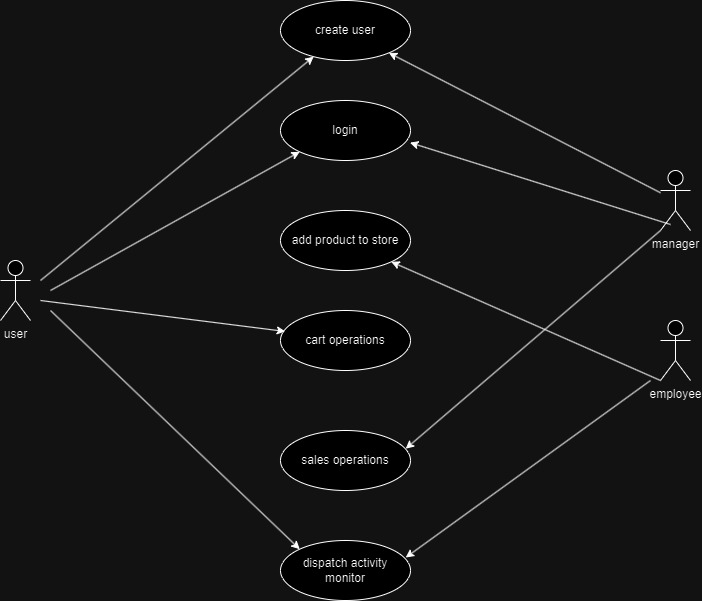 create user
login
add product to store
manager
user
cart operations
employee
sales operations
dispatch activity
monitor